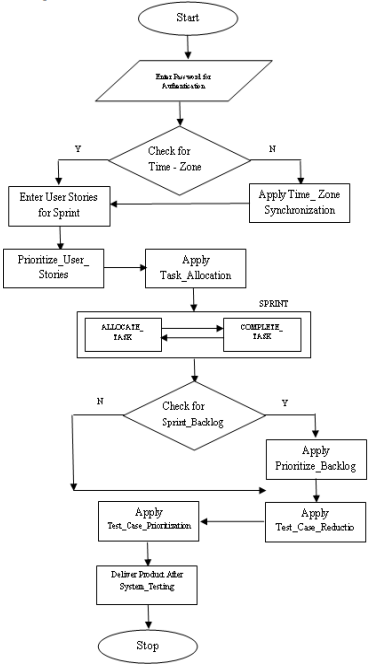 Start
Enter Password for
Authentication
Check for
Time - Zone
Y
N
Enter User Stories
for Sprint
Apply Time_ Zone
Synchronization
Prioritize_User_
Stories
Apply
Task_Allocation
SPRINT
ALLOCATE_
TASK
COMPLETE_
TASK
Check for
Sprint_Backlog
N
Y
Apply
Prioritize_Backlog
Apply
Test_Case_Prioritization
Apply
Test_Case_Reductio
Deliver Product After
System_Testing
Stop